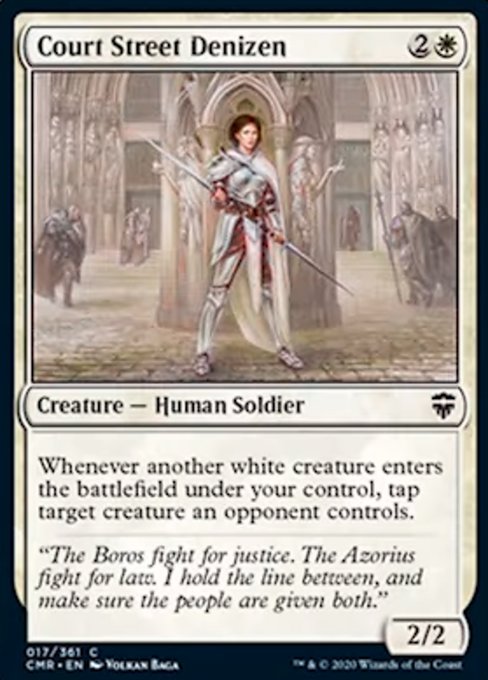 Court Street Denizen 2
Creature — Human Soldier
Whenever another white creature enters
the battlefield under your control, tap
target creature an opponent controls.
“The Boros fight for justice. The Azorius
fight for law. I hold the line between, and
make sure the people are given both.”
2/2
017/361 C
CMR • EN Volkan Baga ™ & © 2020 Wizards of the Coast